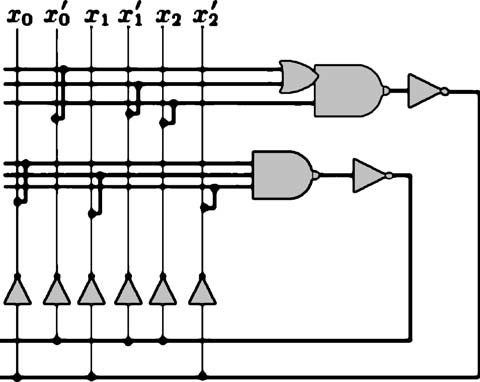 x₀ x₀′ x₁ x₁′ x₂ x₂′